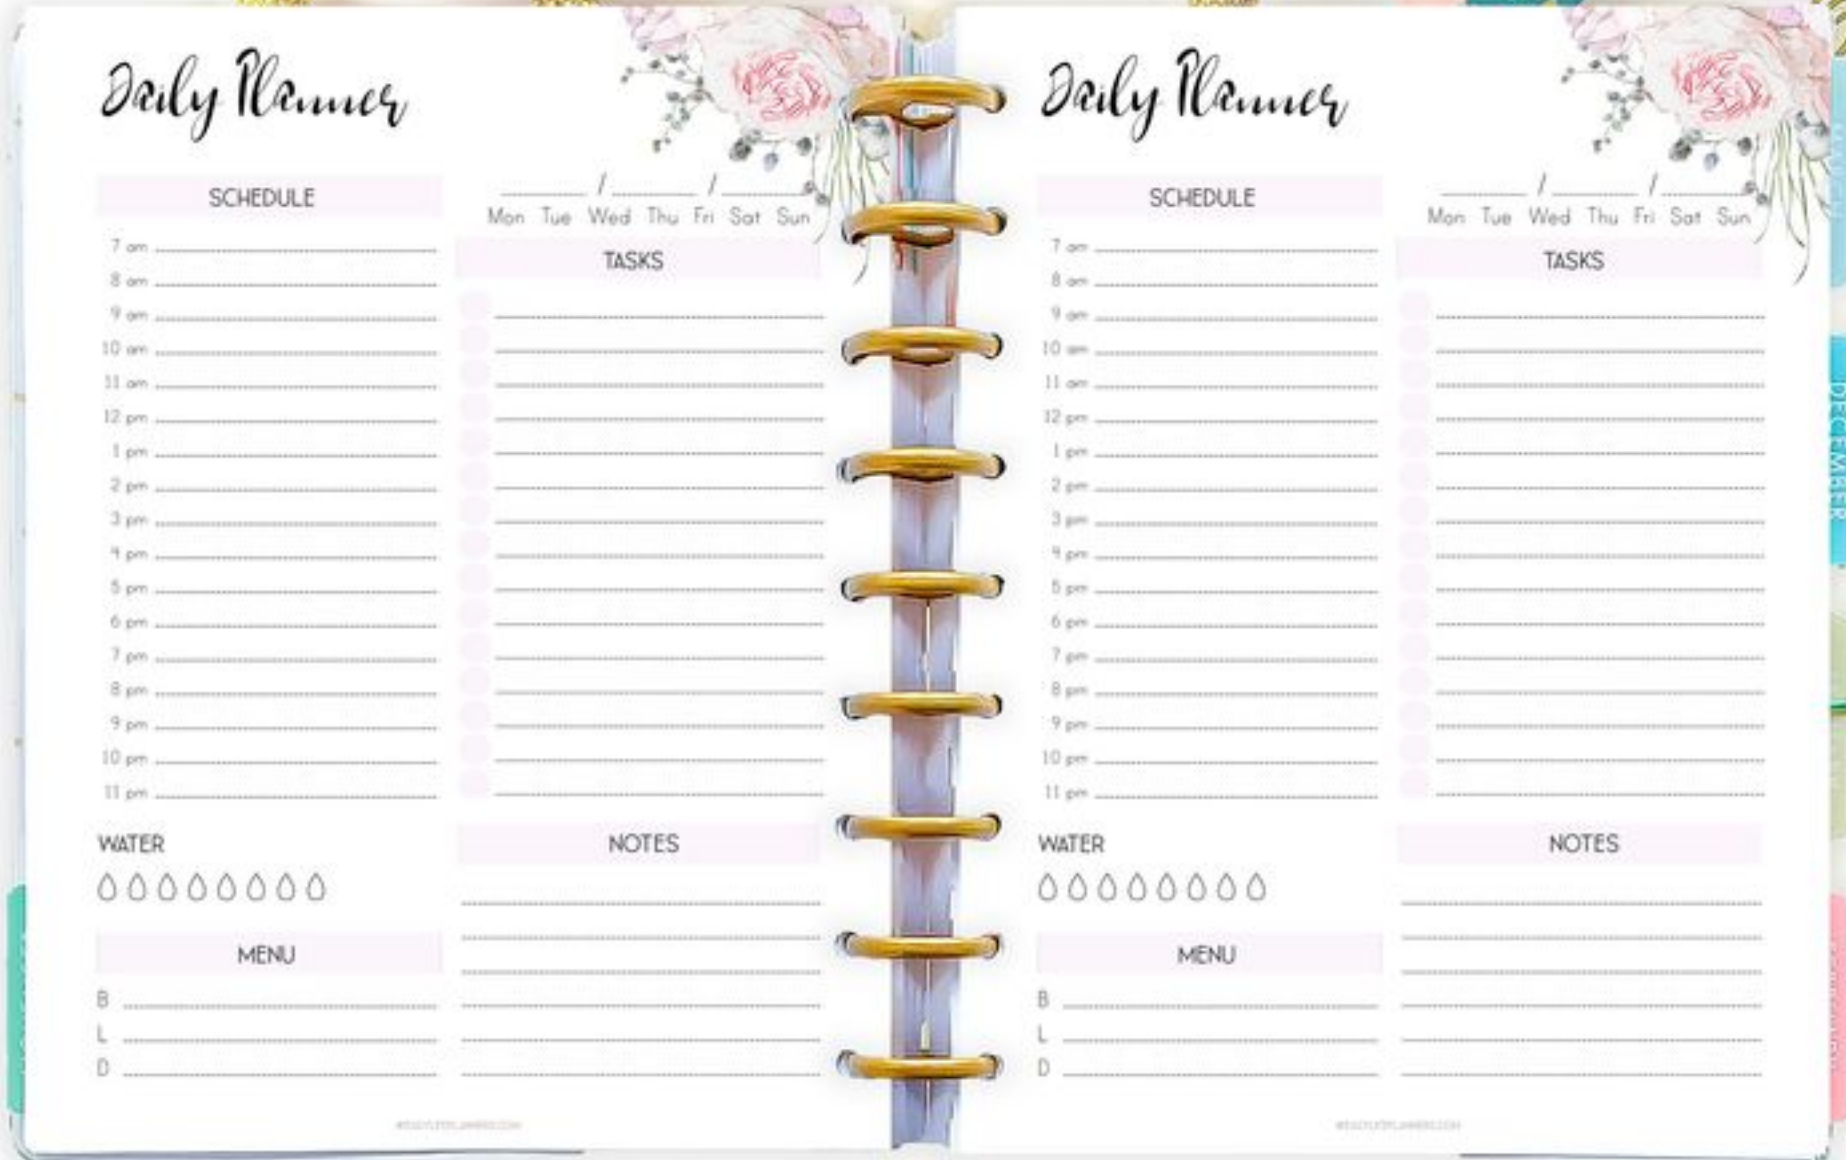 Daily Planner
SCHEDULE
/ /
Mon Tue Wed Thu Fri Sat Sun
TASKS
7 am
8 am
9 am
10 am
11 am
12 pm
1 pm
2 pm
3 pm
4 pm
5 pm
6 pm
7 pm
8 pm
9 pm
10 pm
11 pm
WATER
NOTES
MENU
B
L
D
Daily Planner
SCHEDULE
/ /
Mon Tue Wed Thu Fri Sat Sun
TASKS
7 am
8 am
9 am
10 am
11 am
12 pm
1 pm
2 pm
3 pm
4 pm
5 pm
6 pm
7 pm
8 pm
9 pm
10 pm
11 pm
WATER
NOTES
MENU
B
L
D
DECEMBER